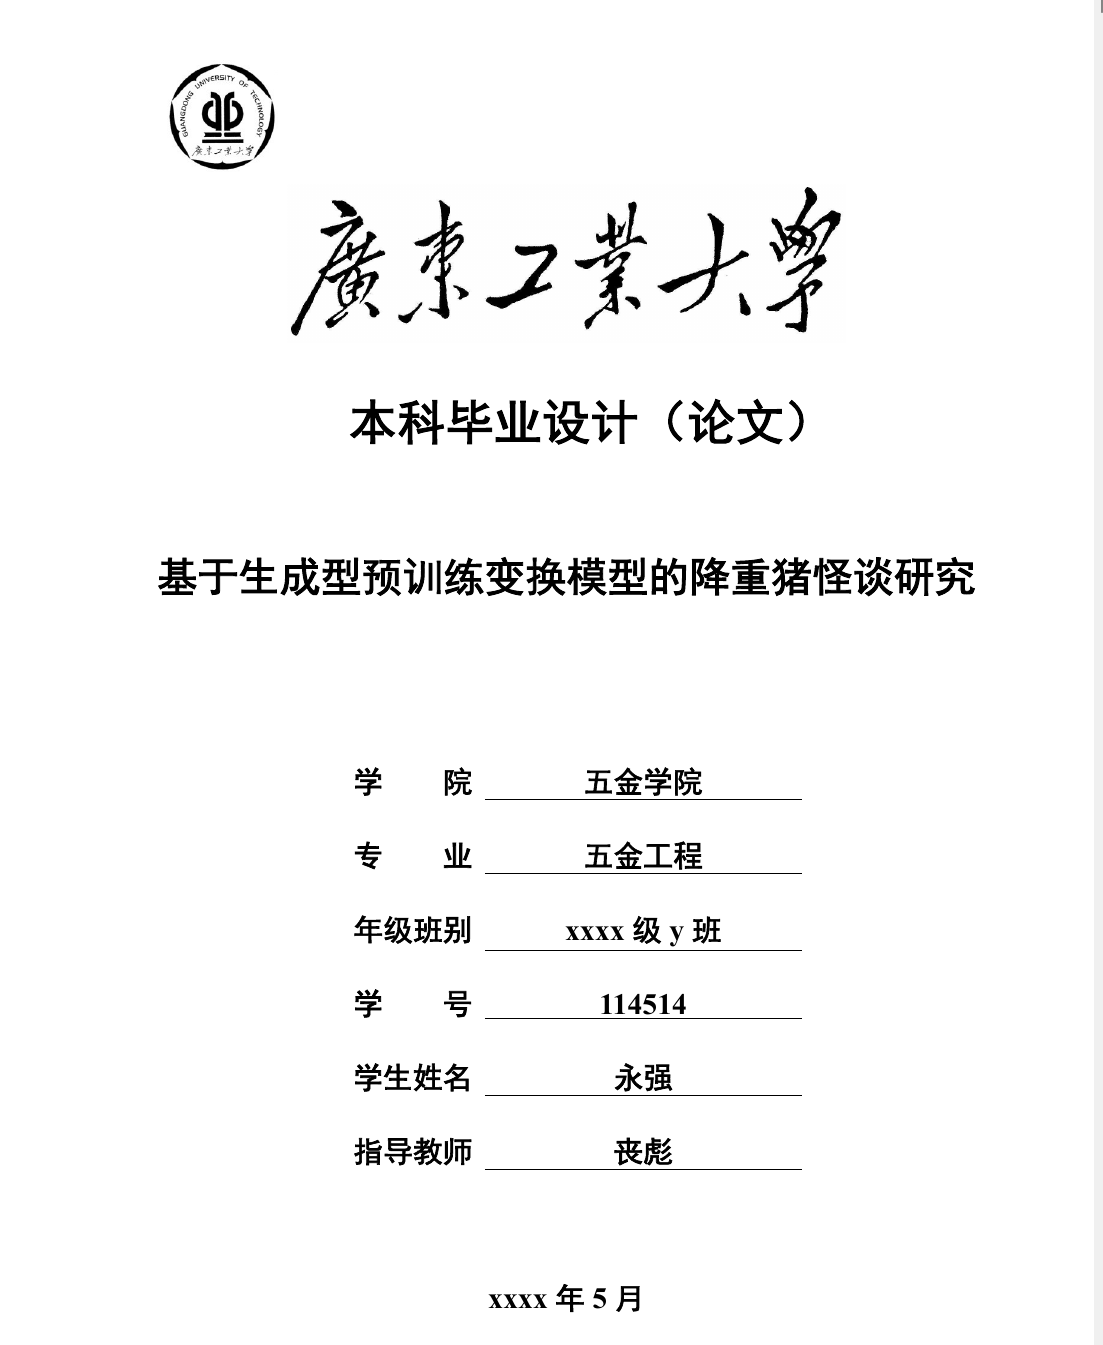 GUANGDONG UNIVERSITY OF TECHNOLOGY
廣東工業大學
廣東工業大學
本科毕业设计（论文）
基于生成型预训练变换模型的降重猪怪谈研究
学 院 五金学院
专 业 五金工程
年级班别 xxxx 级 y 班
学 号 114514
学生姓名 永强
指导教师 丧彪
xxxx 年 5 月